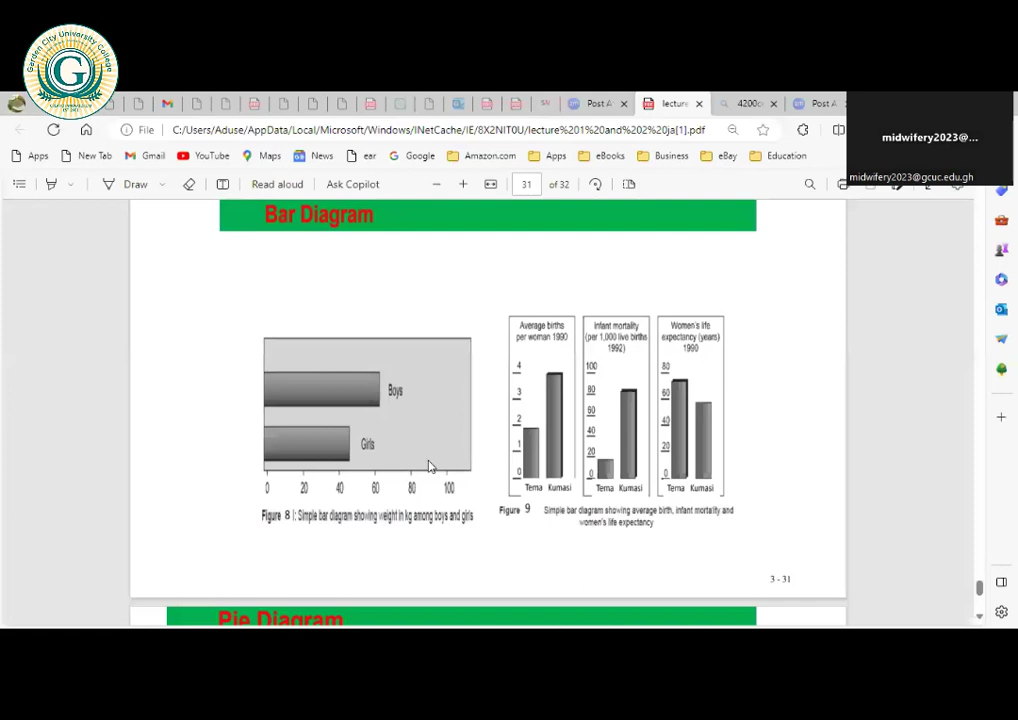 Garden City University College
G
Post A
lecture
4200c
Post A
midwifery2023@...
midwifery2023@gcuc.edu.gh
File
C:/Users/Aduse/AppData/Local/Microsoft/Windows/INetCache/IE/8X2NIT0U/lecture%201%20and%202%20ja[1].pdf
Apps
New Tab
Gmail
YouTube
Maps
News
ear
Google
Amazon.com
Apps
eBooks
Business
eBay
Education
Draw
Read aloud
Ask Copilot
31 of 32
Bar Diagram
Boys
Girls
0 20 40 60 80 100
Figure 8 |: Simple bar diagram showing weight in kg among boys and girls
Average births
per woman 1990
4
3
2
1
0
Tema Kumasi
Infant mortality
(per 1,000 live births
1992)
100
80
60
40
20
0
Tema Kumasi
Women's life
expectancy (years)
1990
80
60
40
20
0
Tema Kumasi
Figure 9 Simple bar diagram showing average birth, infant mortality and
women's life expectancy
3 - 31
Pie Diagram